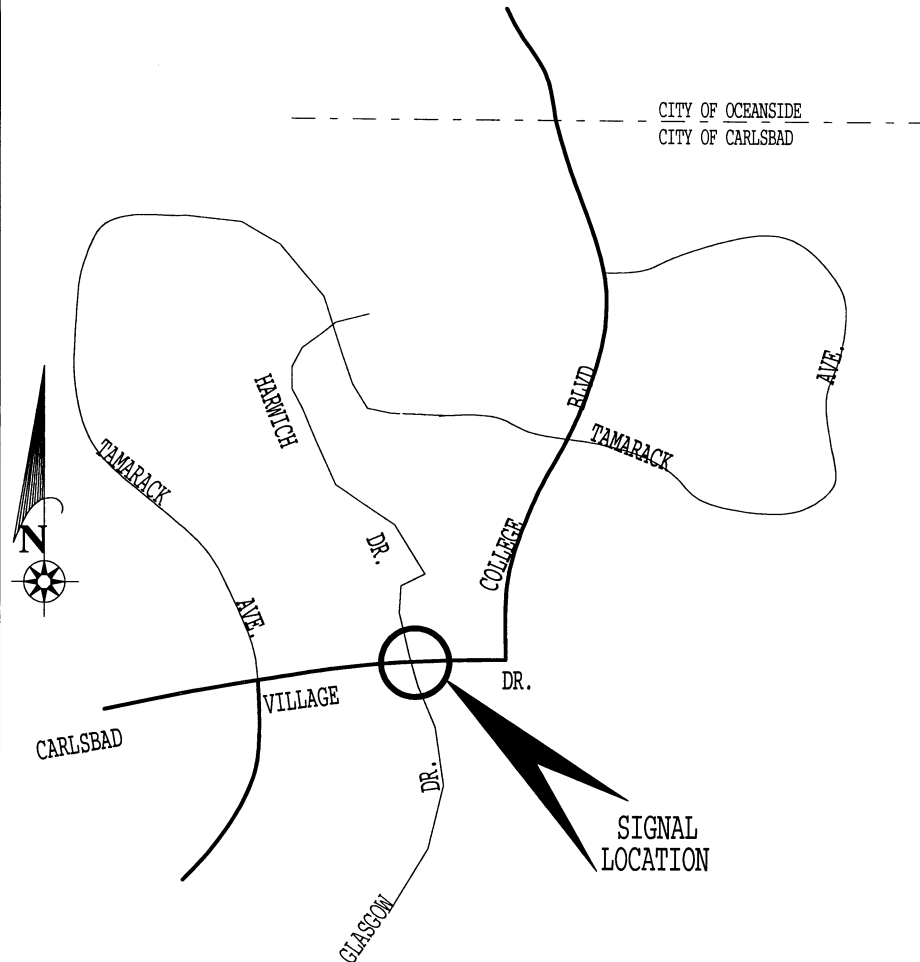 CITY OF OCEANSIDE
CITY OF CARLSBAD
AVE.
BLVD
HARWICH
TAMARACK
TAMARACK
DR.
COLLEGE
N
AVE.
DR.
VILLAGE
CARLSBAD
DR.
SIGNAL
LOCATION
GLASGOW